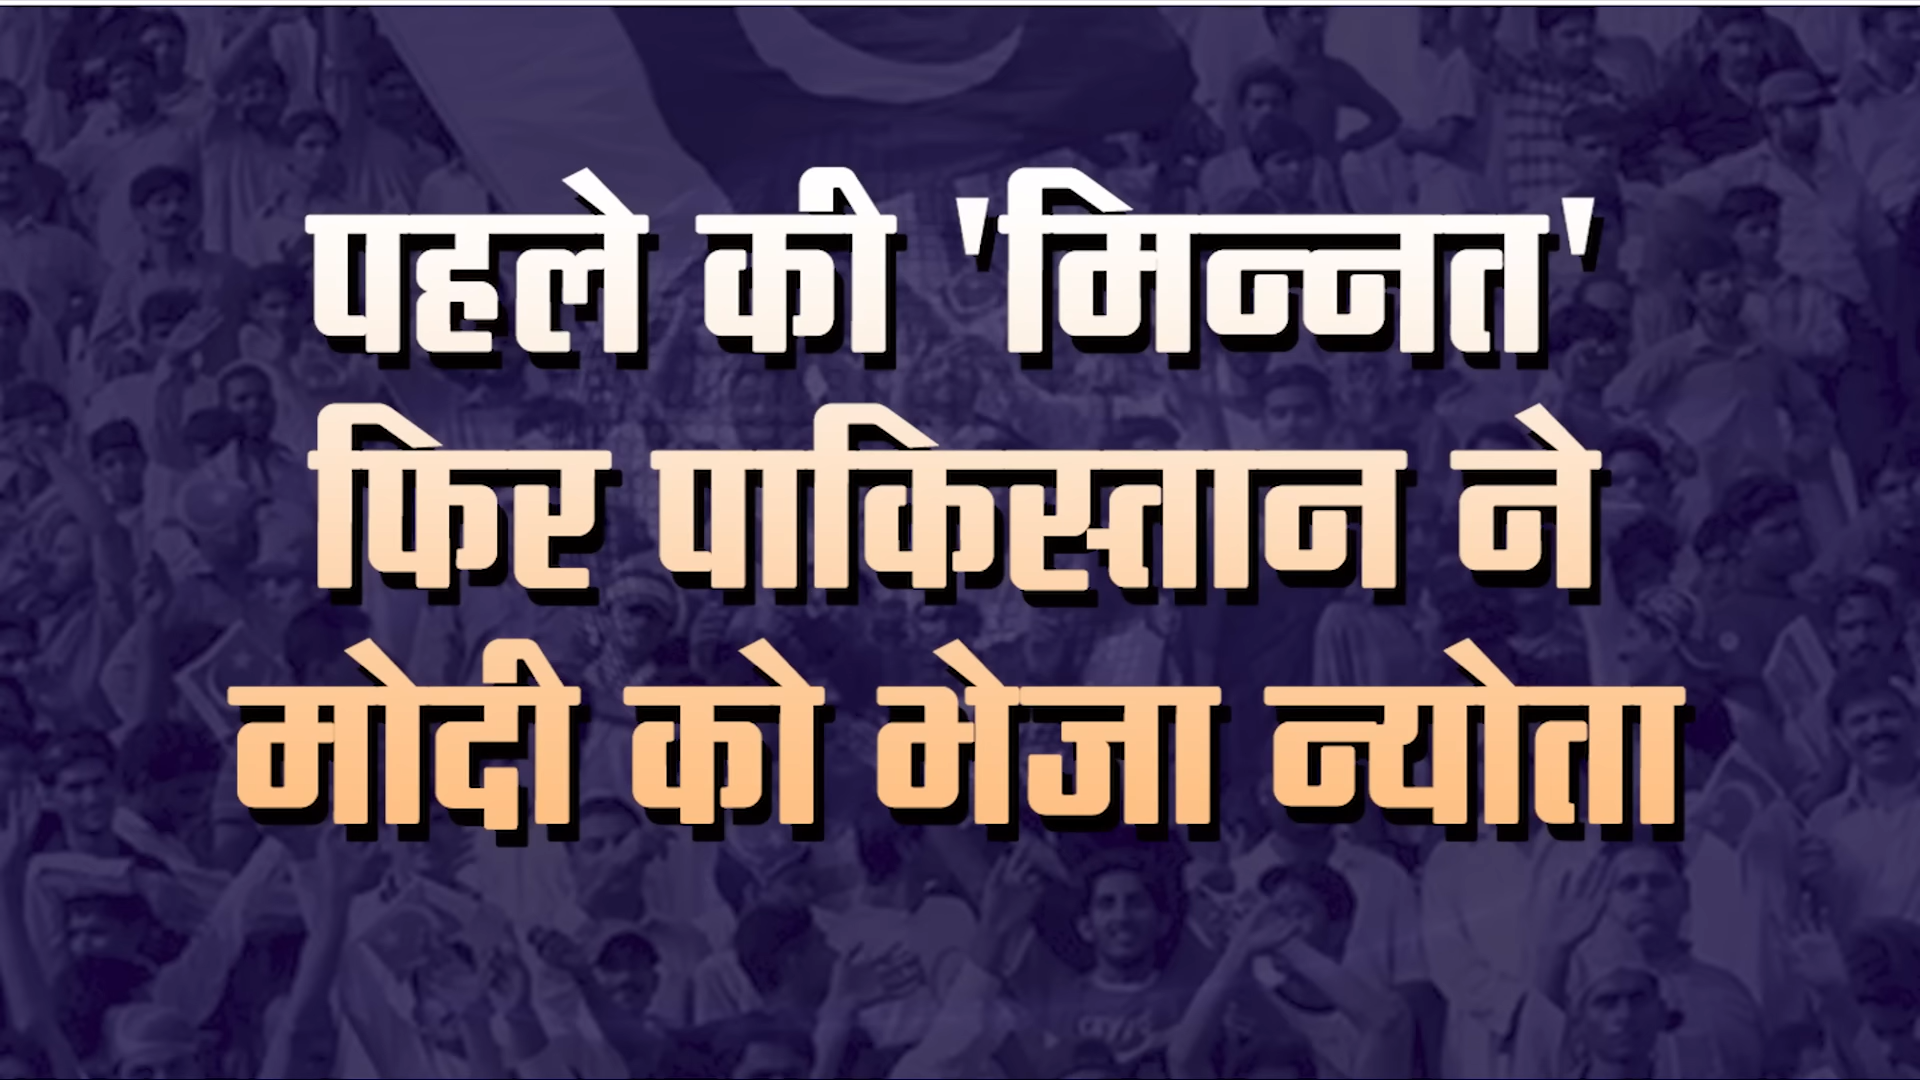 पहले की 'मिन्नत'
फिर पाकिस्तान ने
मोदी को भेजा न्योता